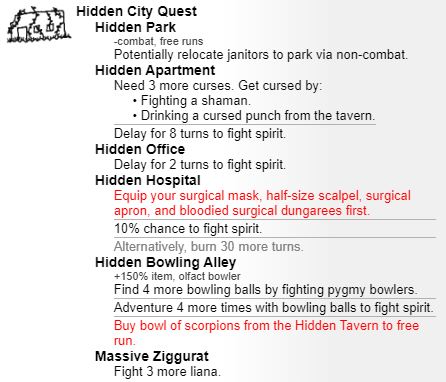 Hidden City Quest
Hidden Park
-combat, free runs
Potentially relocate janitors to park via non-combat.
Hidden Apartment
Need 3 more curses. Get cursed by:
• Fighting a shaman.
• Drinking a cursed punch from the tavern.
Delay for 8 turns to fight spirit.
Hidden Office
Delay for 2 turns to fight spirit.
Hidden Hospital
Equip your surgical mask, half-size scalpel, surgical
apron, and bloodied surgical dungarees first.
10% chance to fight spirit.
Alternatively, burn 30 more turns.
Hidden Bowling Alley
+150% item, olfact bowler
Find 4 more bowling balls by fighting pygmy bowlers.
Adventure 4 more times with bowling balls to fight spirit.
Buy bowl of scorpions from the Hidden Tavern to free
run.
Massive Ziggurat
Fight 3 more liana.